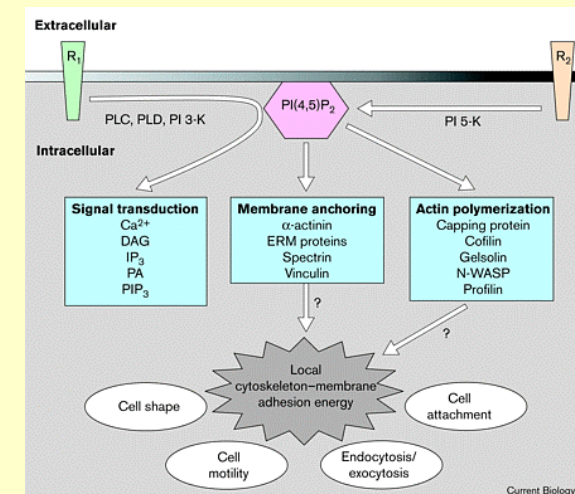 Extracellular
R₁
R₂
PI(4,5)P₂
PLC, PLD, PI 3-K
PI 5-K
Intracellular
Signal transduction
Ca²⁺
DAG
IP₃
PA
PIP₃
Membrane anchoring
α-actinin
ERM proteins
Spectrin
Vinculin
Actin polymerization
Capping protein
Cofilin
Gelsolin
N-WASP
Profilin
?
?
Local
cytoskeleton–membrane
adhesion energy
Cell shape
Cell
attachment
Cell
motility
Endocytosis/
exocytosis
Current Biology